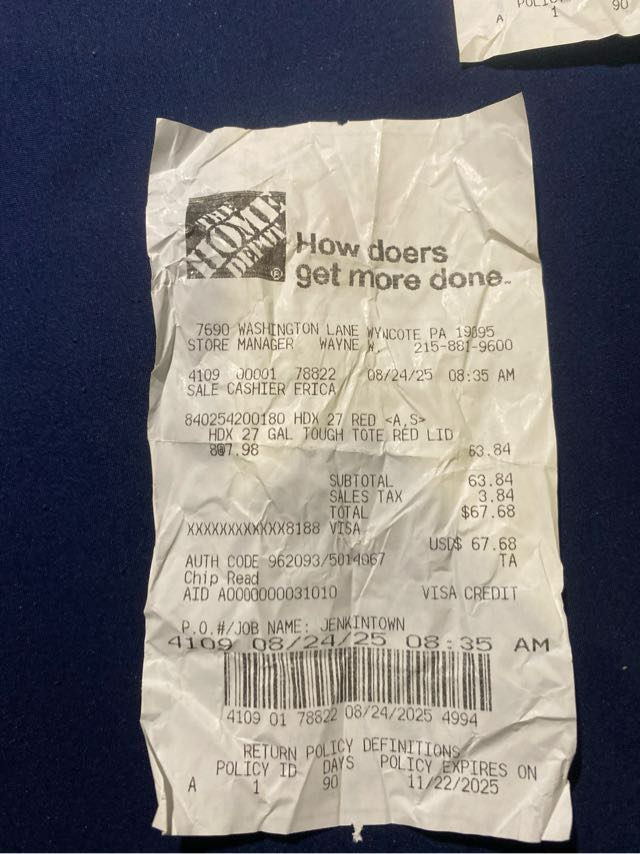 POLICY
A 1 90
THE
HOME
DEPOT
®
How doers
get more done™
7690 WASHINGTON LANE WYNCOTE PA 19095
STORE MANAGER WAYNE W. 215-881-9600
4109 00001 78822 08/24/25 08:35 AM
SALE CASHIER ERICA
840254200180 HDX 27 RED <A,S>
HDX 27 GAL TOUGH TOTE RED LID
8@7.98 63.84
SUBTOTAL 63.84
SALES TAX 3.84
TOTAL $67.68
XXXXXXXXXXXX8188 VISA
USD$ 67.68
AUTH CODE 962093/5014067 TA
Chip Read
AID A0000000031010 VISA CREDIT
P.O.#/JOB NAME: JENKINTOWN
4109 08/24/25 08:35 AM
4109 01 78822 08/24/2025 4994
RETURN POLICY DEFINITIONS
POLICY ID DAYS POLICY EXPIRES ON
A 1 90 11/22/2025